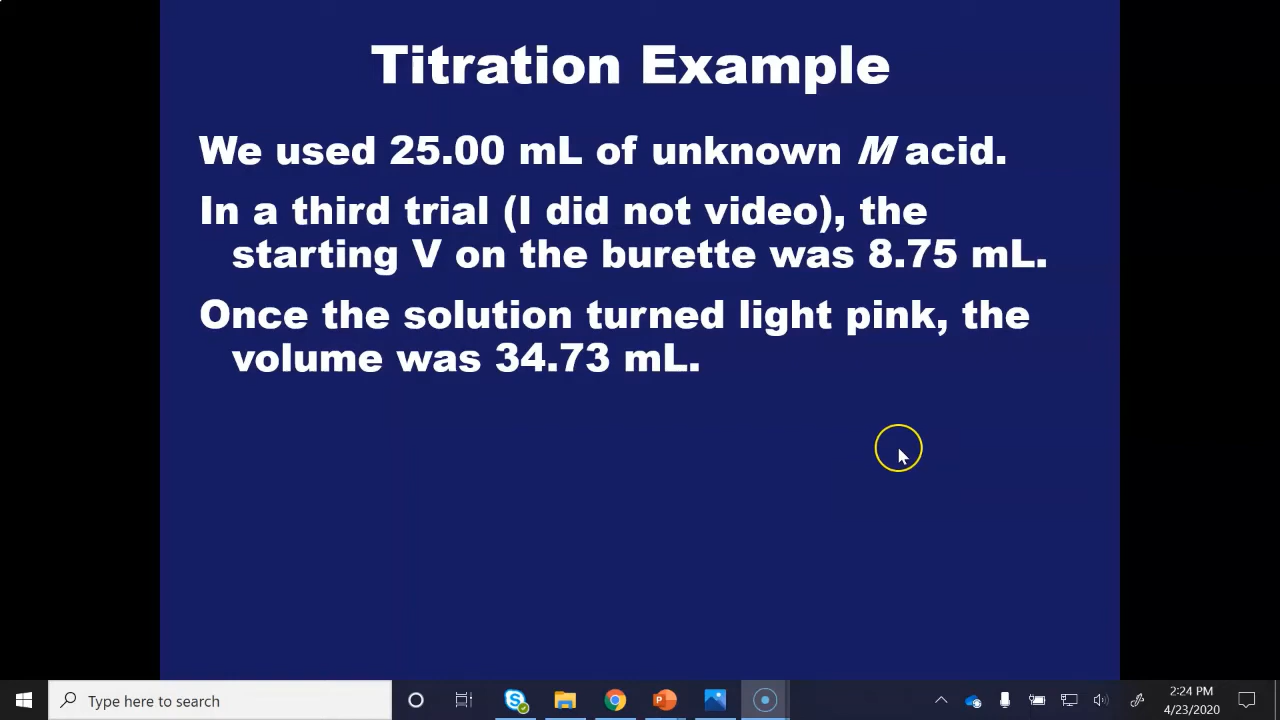 Titration Example
We used 25.00 mL of unknown M acid.
In a third trial (I did not video), the
starting V on the burette was 8.75 mL.
Once the solution turned light pink, the
volume was 34.73 mL.
Type here to search
2:24 PM
4/23/2020